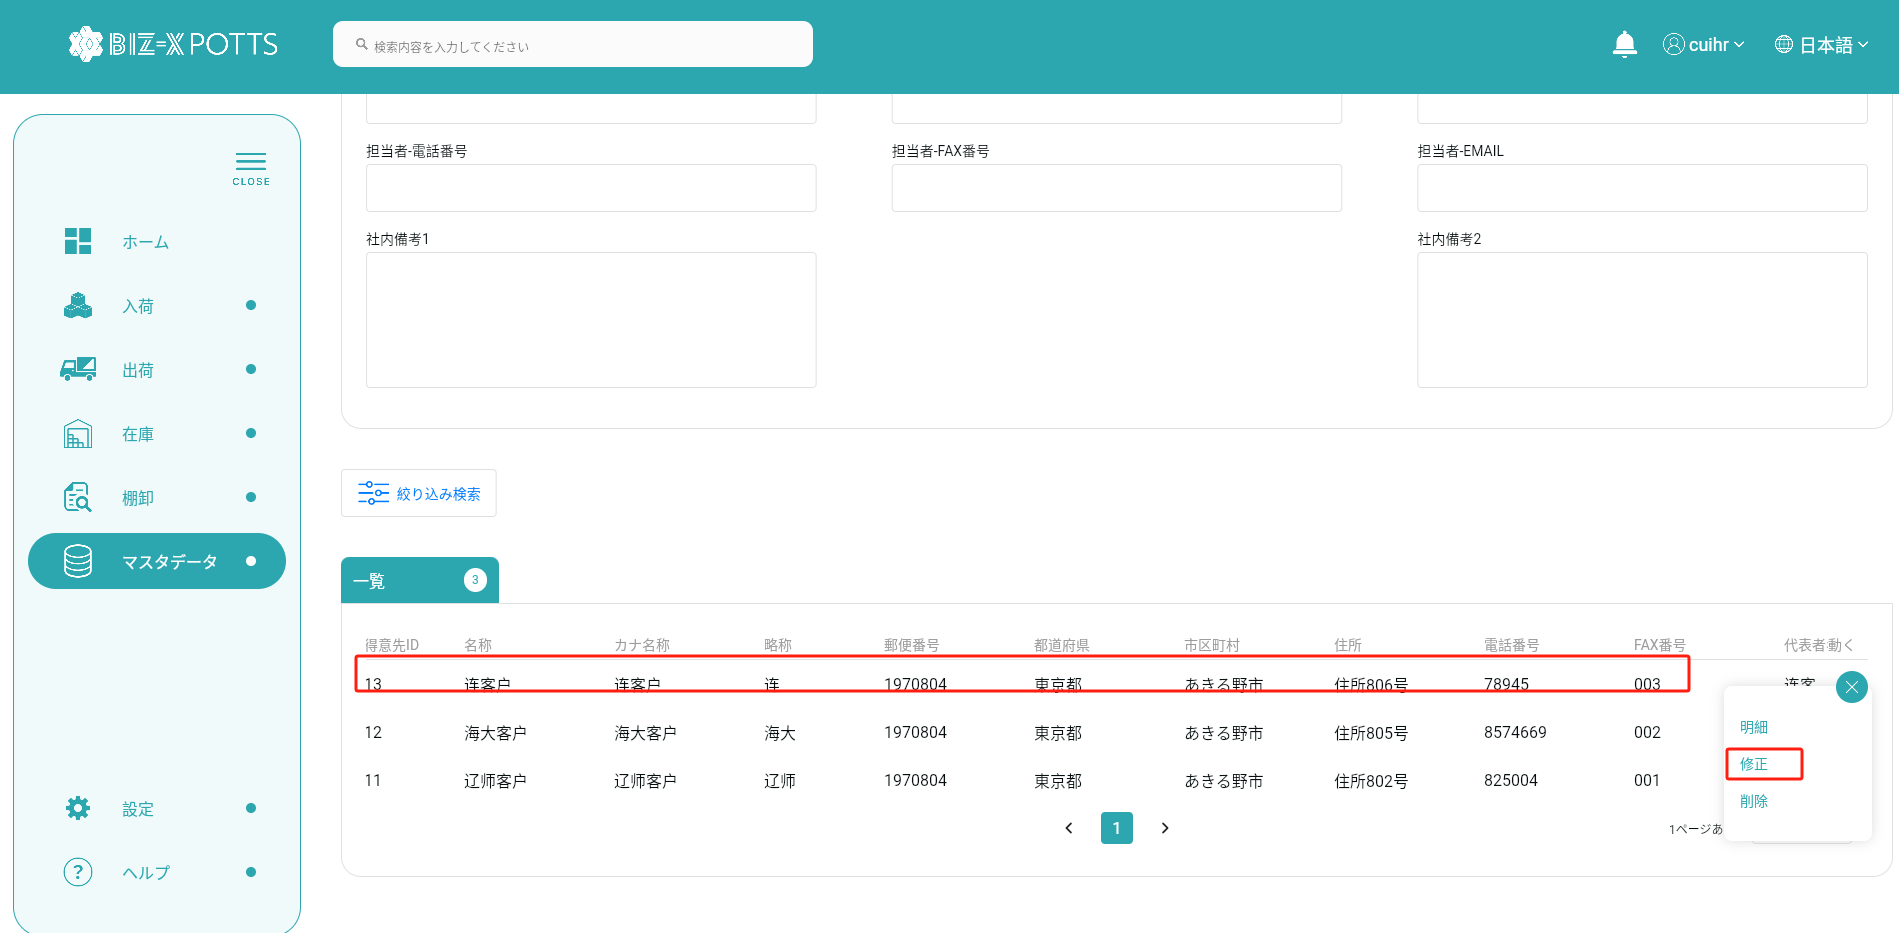 BIZ=X POTTS
検索内容を入力してください
cuihr
日本語
CLOSE
ホーム
入荷
出荷
在庫
棚卸
マスタデータ
設定
? ヘルプ
担当者-電話番号 担当者-FAX番号 担当者-EMAIL
社内備考1 社内備考2
絞り込み検索
一覧 3
得意先ID 名称 カナ名称 略称 郵便番号 都道府県 市区町村 住所 電話番号 FAX番号 代表者 動く
13 连客户 连客户 连 1970804 東京都 あきる野市 住所806号 78945 003 连客
12 海大客户 海大客户 海大 1970804 東京都 あきる野市 住所805号 8574669 002
11 辽师客户 辽师客户 辽师 1970804 東京都 あきる野市 住所802号 825004 001
明細
修正
削除
1
1ページあ